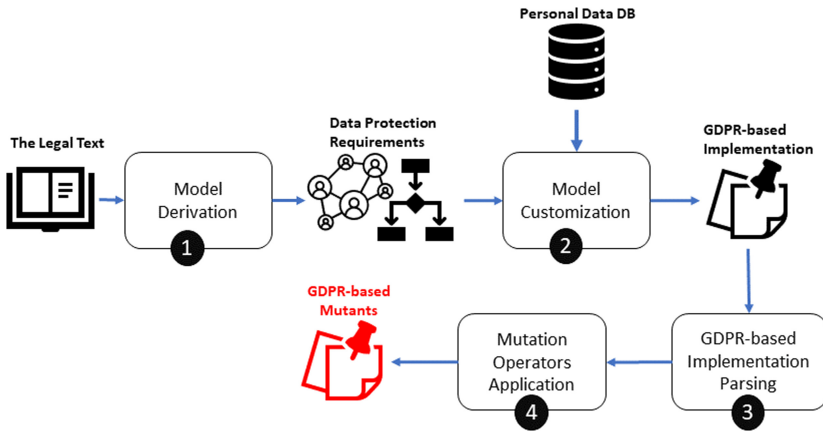 Personal Data DB
The Legal Text
Data Protection
Requirements
GDPR-based
Implementation
Model
Derivation
1
Model
Customization
2
GDPR-based
Mutants
Mutation
Operators
Application
4
GDPR-based
Implementation
Parsing
3